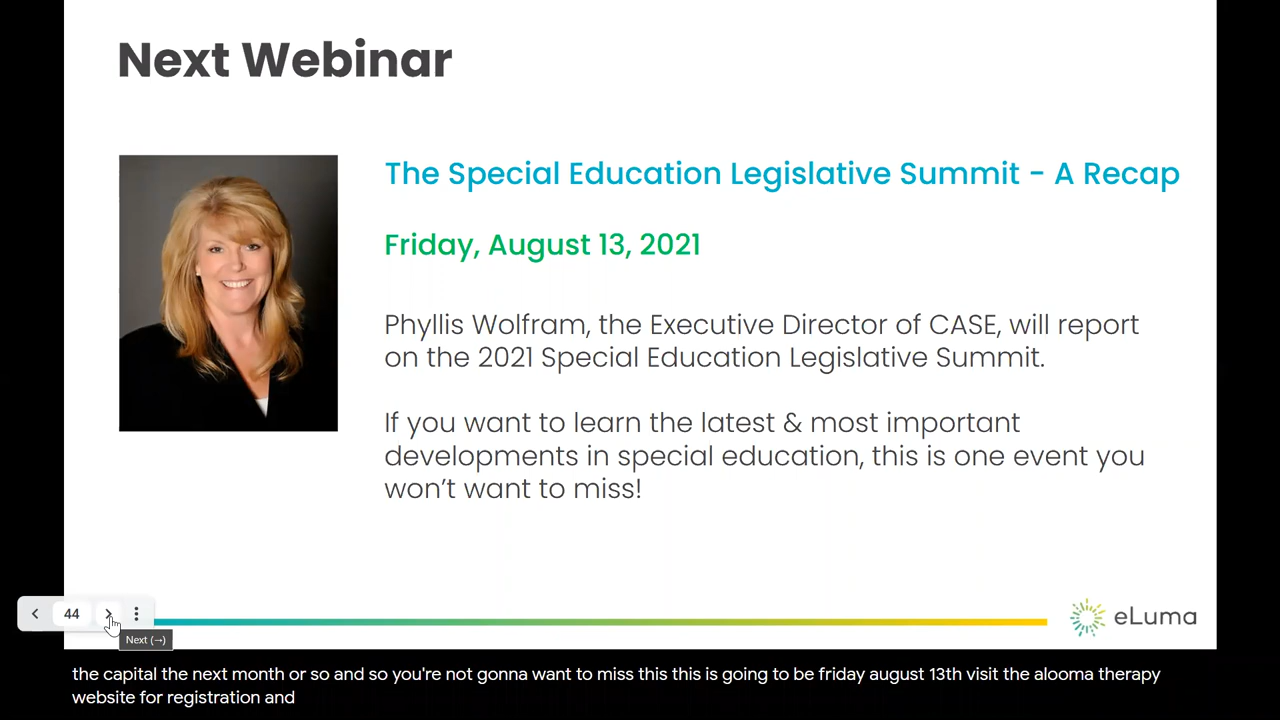 Next Webinar
The Special Education Legislative Summit - A Recap
Friday, August 13, 2021
Phyllis Wolfram, the Executive Director of CASE, will report
on the 2021 Special Education Legislative Summit.
If you want to learn the latest & most important
developments in special education, this is one event you
won't want to miss!
44
Next (→)
eLuma
the capital the next month or so and so you're not gonna want to miss this this is going to be friday august 13th visit the alooma therapy
website for registration and